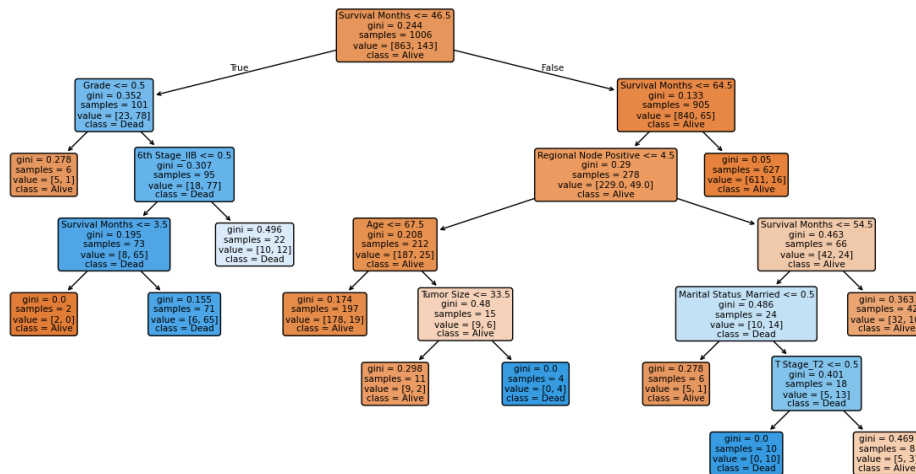 Survival Months <= 46.5
gini = 0.244
samples = 1006
value = [863, 143]
class = Alive
True
False
Grade <= 0.5
gini = 0.352
samples = 101
value = [23, 78]
class = Dead
Survival Months <= 64.5
gini = 0.133
samples = 905
value = [840, 65]
class = Alive
gini = 0.278
samples = 6
value = [5, 1]
class = Alive
6th Stage_IIB <= 0.5
gini = 0.307
samples = 95
value = [18, 77]
class = Dead
Regional Node Positive <= 4.5
gini = 0.29
samples = 278
value = [229.0, 49.0]
class = Alive
gini = 0.05
samples = 627
value = [611, 16]
class = Alive
Survival Months <= 3.5
gini = 0.195
samples = 73
value = [8, 65]
class = Dead
gini = 0.496
samples = 22
value = [10, 12]
class = Dead
Age <= 67.5
gini = 0.208
samples = 212
value = [187, 25]
class = Alive
Survival Months <= 54.5
gini = 0.463
samples = 66
value = [42, 24]
class = Alive
gini = 0.0
samples = 2
value = [2, 0]
class = Alive
gini = 0.155
samples = 71
value = [6, 65]
class = Dead
gini = 0.174
samples = 197
value = [178, 19]
class = Alive
Tumor Size <= 33.5
gini = 0.48
samples = 15
value = [9, 6]
class = Alive
Marital Status_Married <= 0.5
gini = 0.486
samples = 24
value = [10, 14]
class = Dead
gini = 0.363
samples = 42
value = [32, 10]
class = Alive
gini = 0.298
samples = 11
value = [9, 2]
class = Alive
gini = 0.0
samples = 4
value = [0, 4]
class = Dead
gini = 0.278
samples = 6
value = [5, 1]
class = Alive
T Stage_T2 <= 0.5
gini = 0.401
samples = 18
value = [5, 13]
class = Dead
gini = 0.0
samples = 10
value = [0, 10]
class = Dead
gini = 0.469
samples = 8
value = [5, 3]
class = Alive